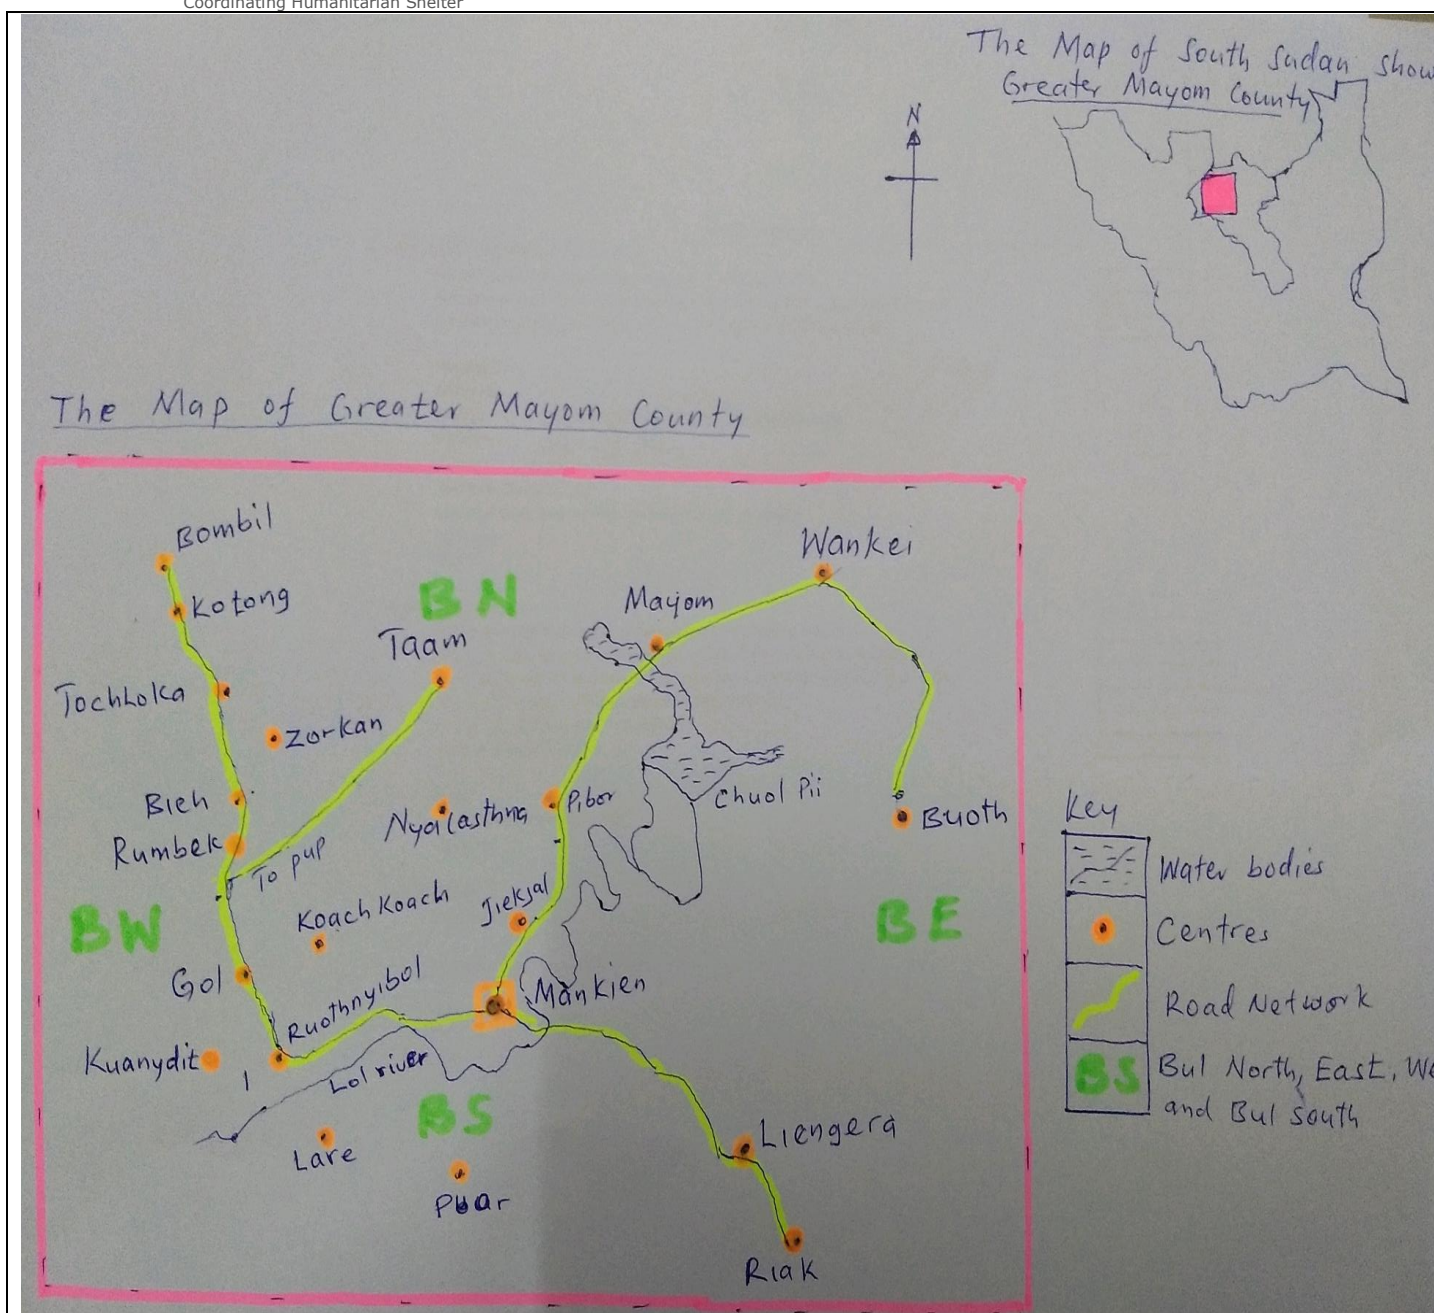 Coordinating Humanitarian Shelter
The Map of South Sudan show
Greater Mayom County
N
The Map of Greater Mayom County
Bombil
Wankei
Kotong
BN
Mayom
Taam
Tochloka
Zorkan
Bieh
Pibor
Chuol Pii
Buoth
Rumbek
To pup
Koach Koach
Jieksal
BW
BE
Gol
Ruothnyibol
Mankien
Kuanydit
Lol river
BS
Liengera
Lare
Puar
Riak
Key
Water bodies
Centres
Road Network
BS
Bul North, East, We
and Bul South